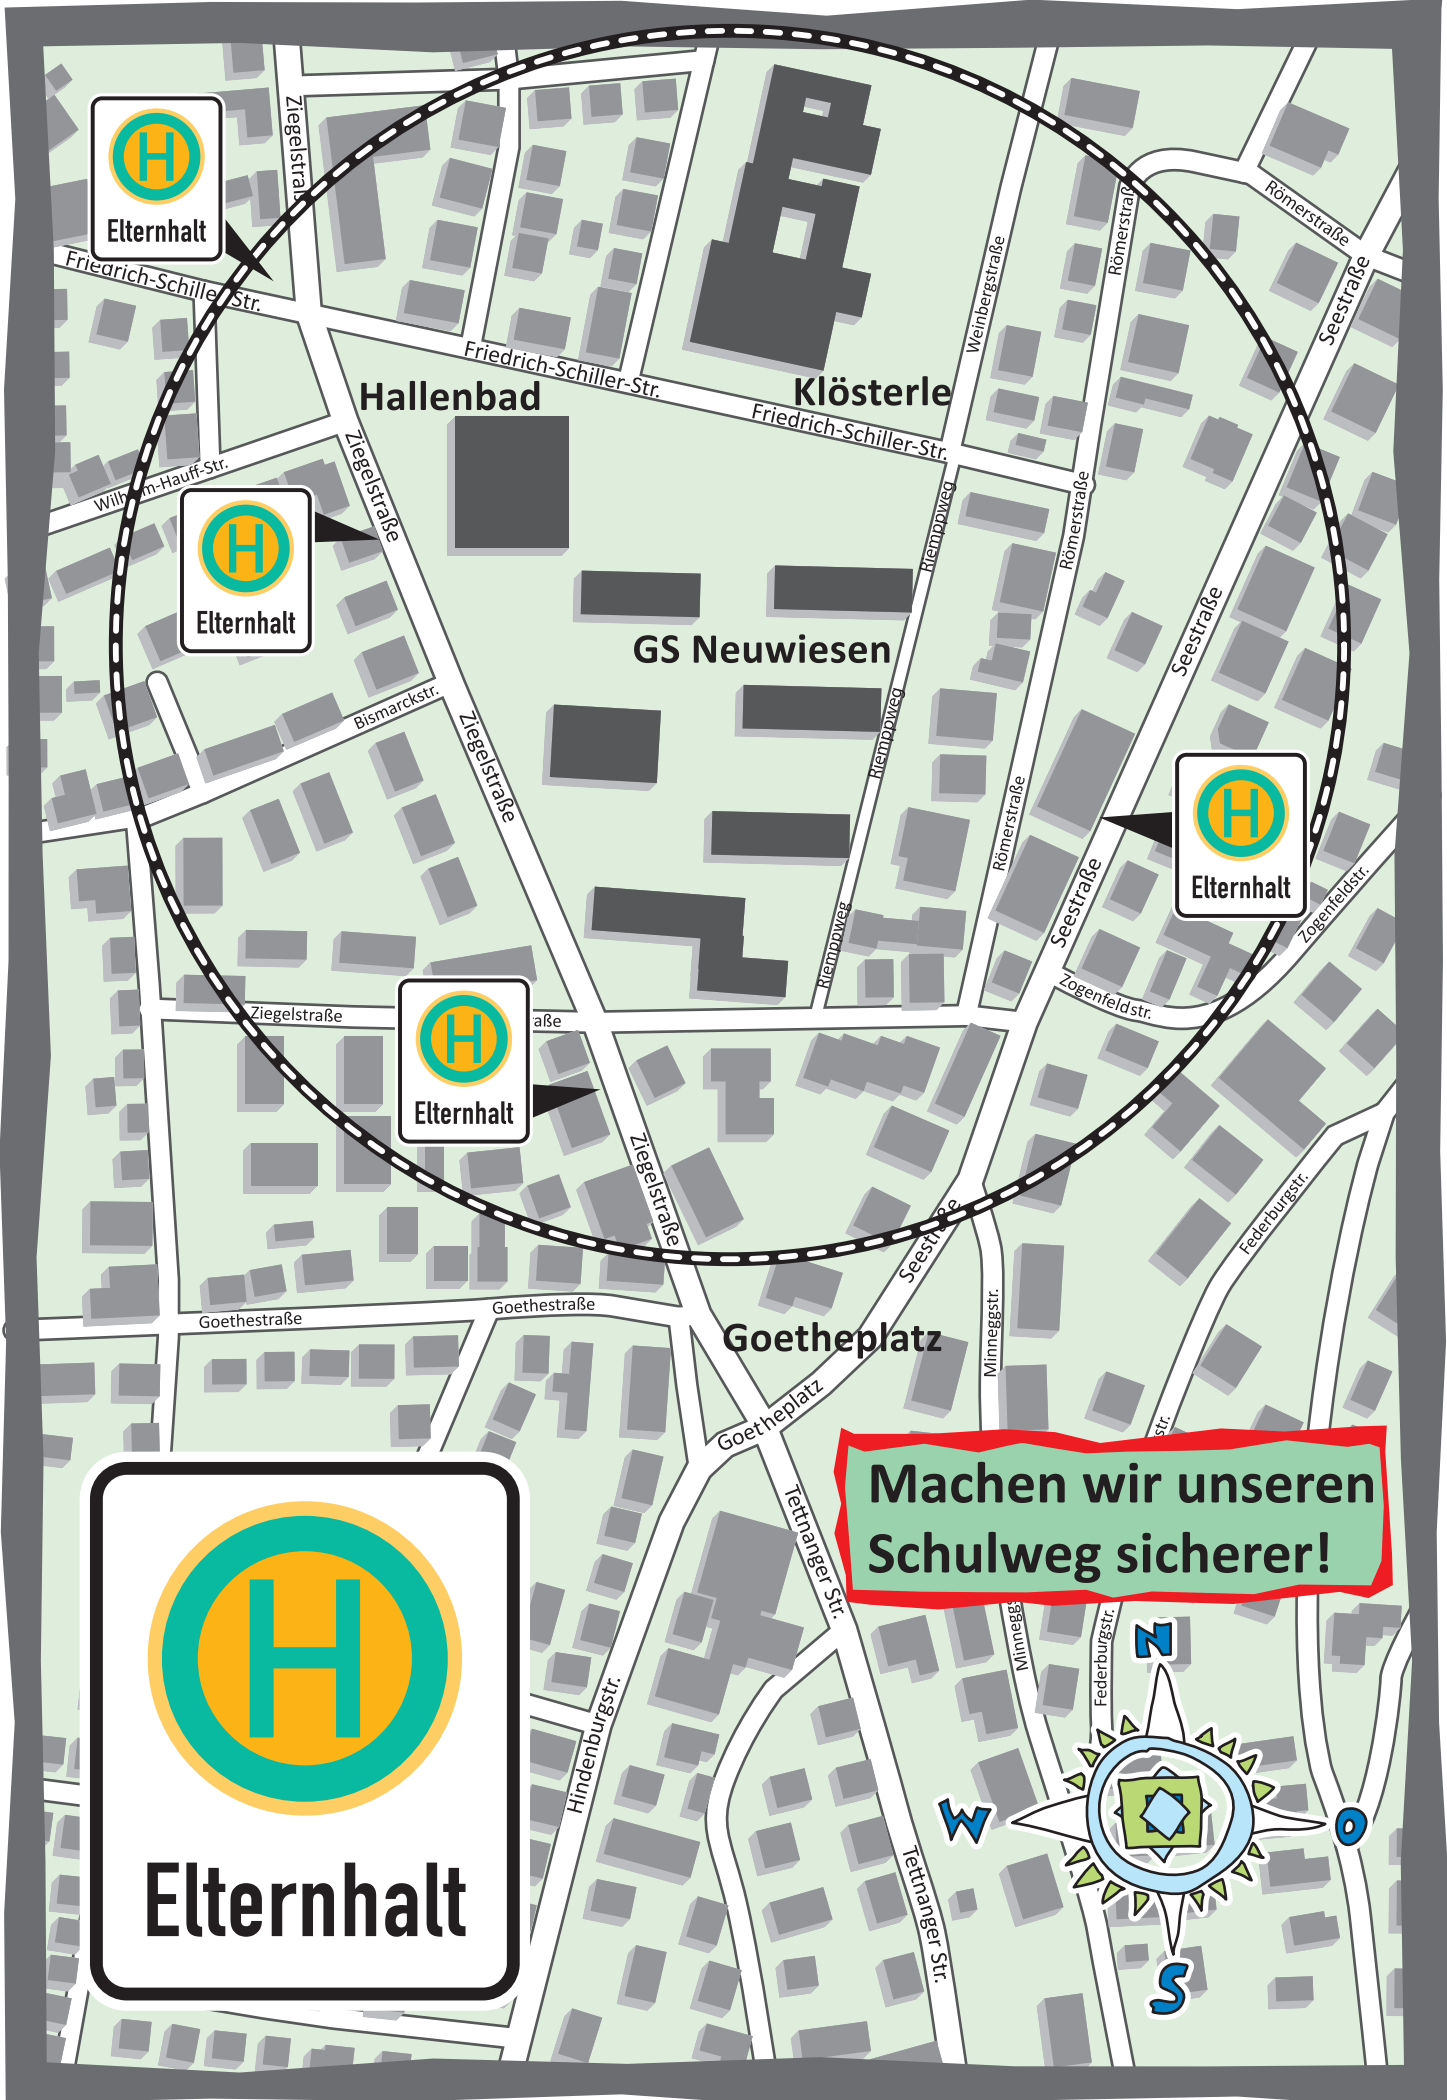 Ziegelstraße
H
Elternhalt
Friedrich-Schiller-Str.
Friedrich-Schiller-Str.
Friedrich-Schiller-Str.
Hallenbad
Klösterle
Weinbergstraße
Römerstraße
Römerstraße
Seestraße
Wilhelm-Hauff-Str.
Ziegelstraße
Riemppweg
Römerstraße
H
Elternhalt
GS Neuwiesen
Seestraße
Bismarckstr.
Ziegelstraße
Riemppweg
Römerstraße
H
Elternhalt
Seestraße
Zogenfeldstr.
Riemppweg
Zogenfeldstr.
Ziegelstraße
raße
H
Elternhalt
Ziegelstraße
Seestraße
Federburgstr.
Goethestraße
Goethestraße
Goetheplatz
Minneggstr.
Goetheplatz
str.
Machen wir unseren
Schulweg sicherer!
Tettnanger Str.
H
Elternhalt
Hindenburgstr.
Federburgstr.
Tettnanger Str.
N
W
O
S